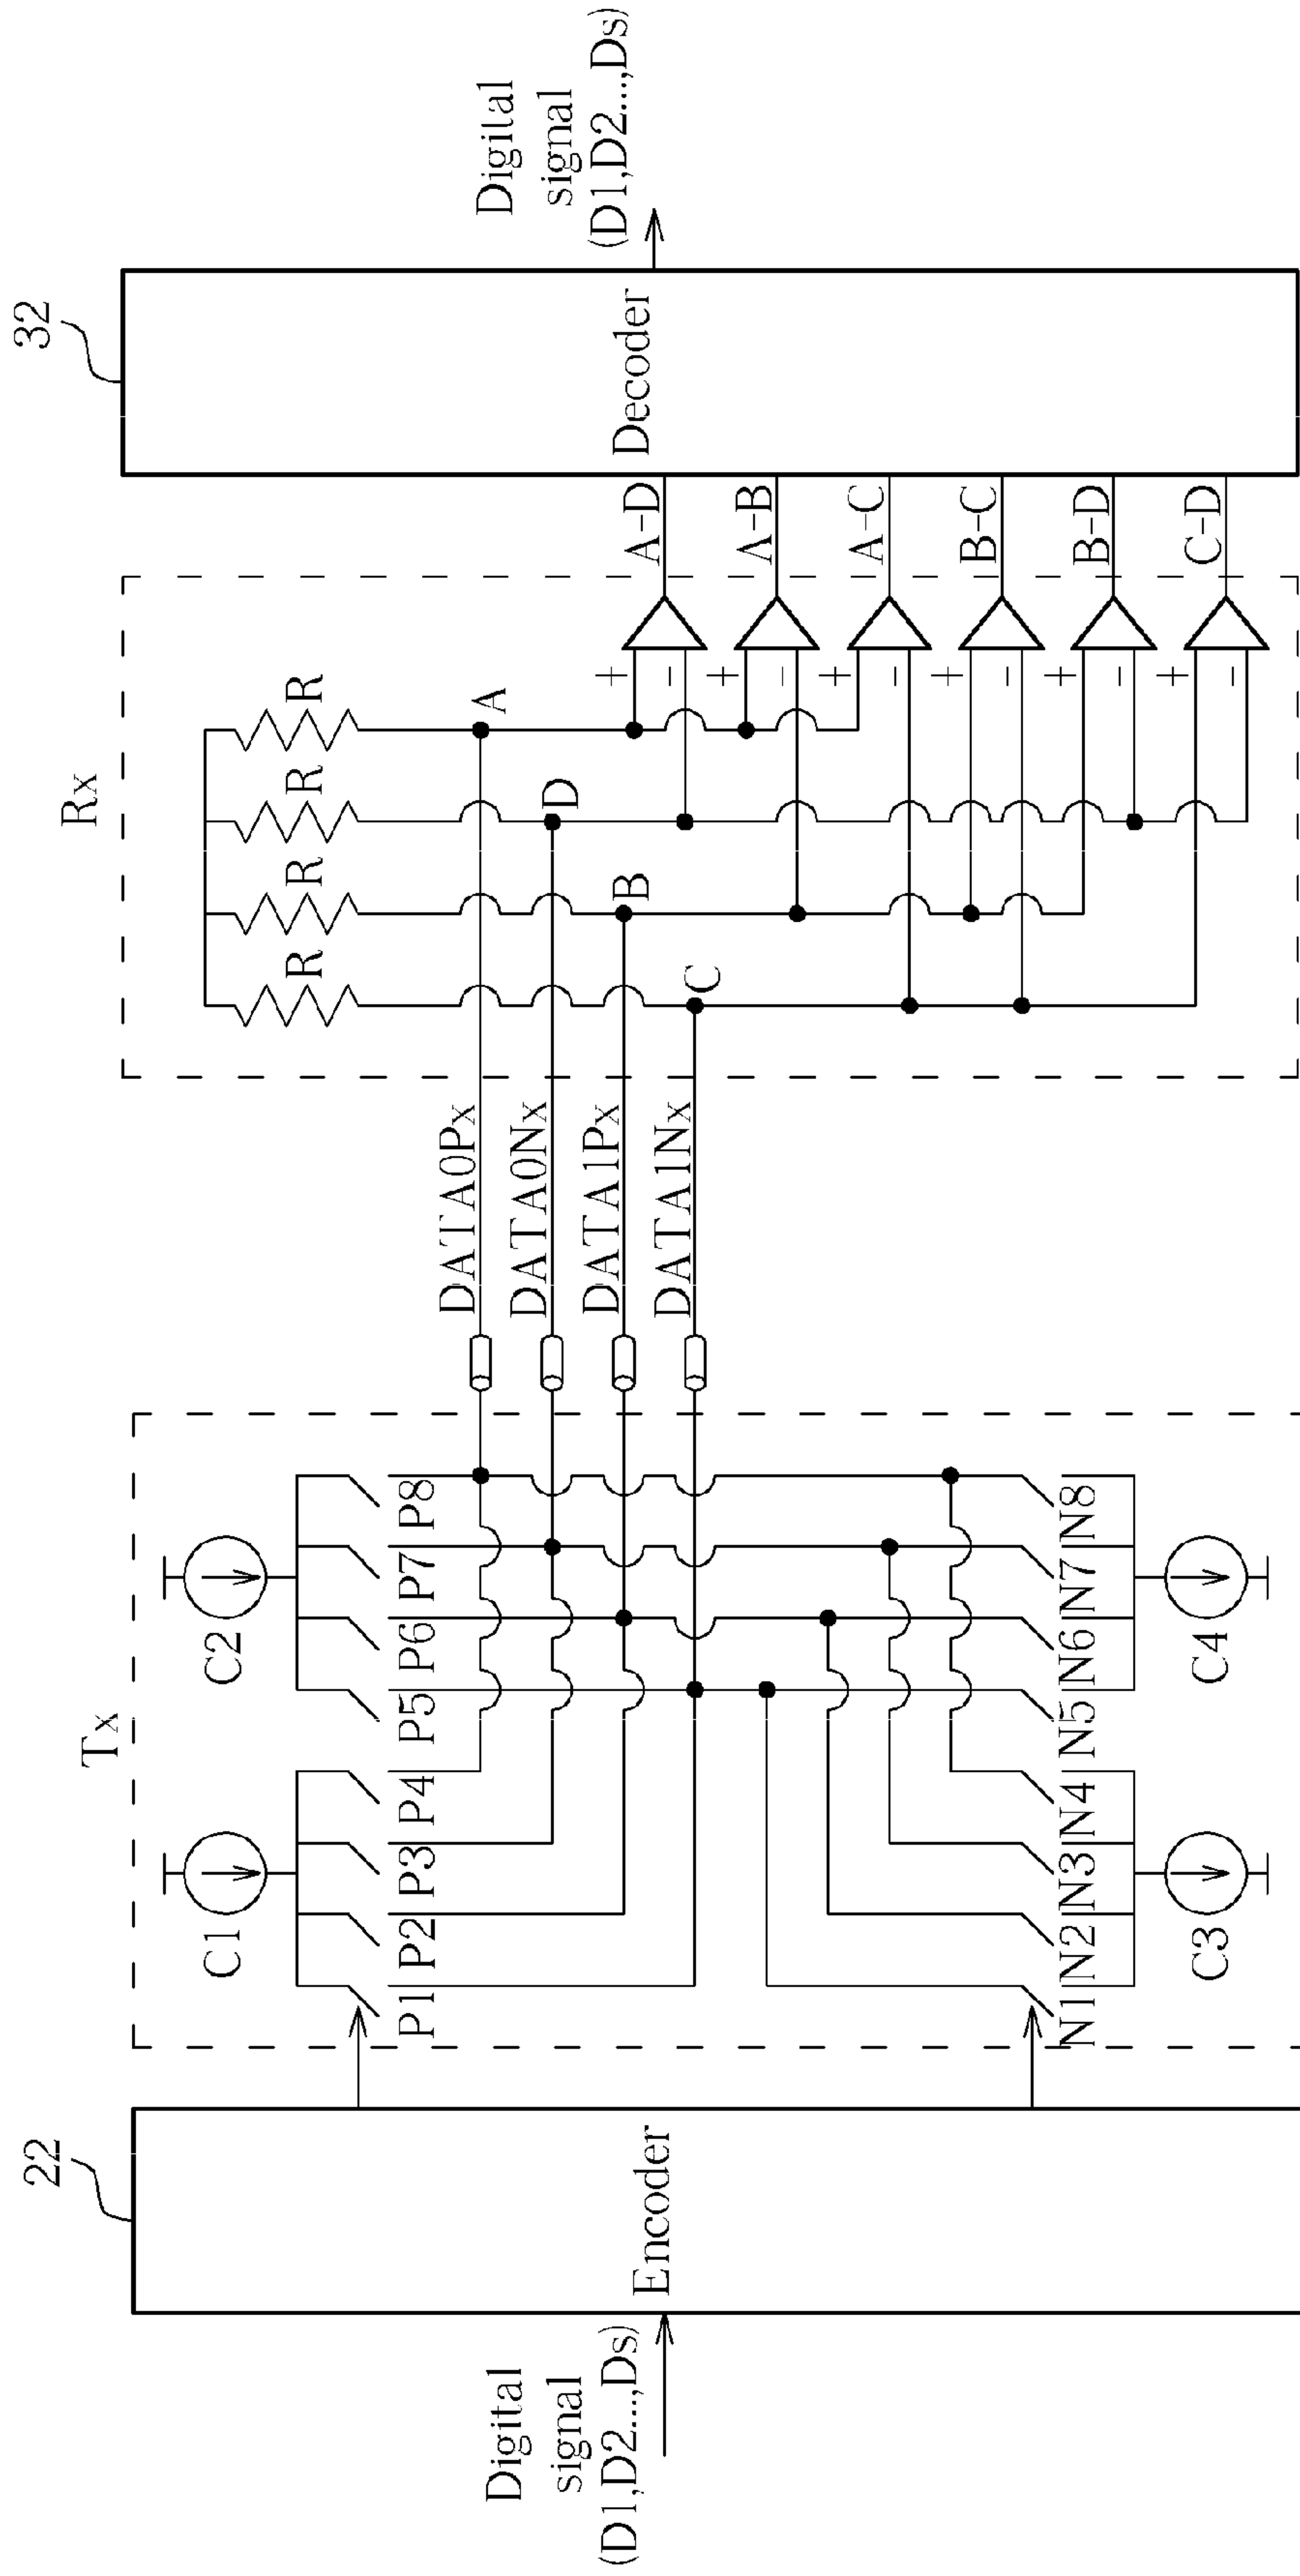 22
Tx
Rx
32
Digital
signal
(D1,D2...,Ds)
Encoder
C1
C2
P1
P2
P3
P4
P5
P6
P7
P8
N1
N2
N3
N4
N5
N6
N7
N8
C3
C4
DATA0Px
DATA0Nx
DATA1Px
DATA1Nx
R
R
R
R
A
D
B
C
+
-
+
-
+
-
+
-
+
-
+
-
A-D
A-B
A-C
B-C
B-D
C-D
Decoder
Digital
signal
(D1,D2...,Ds)